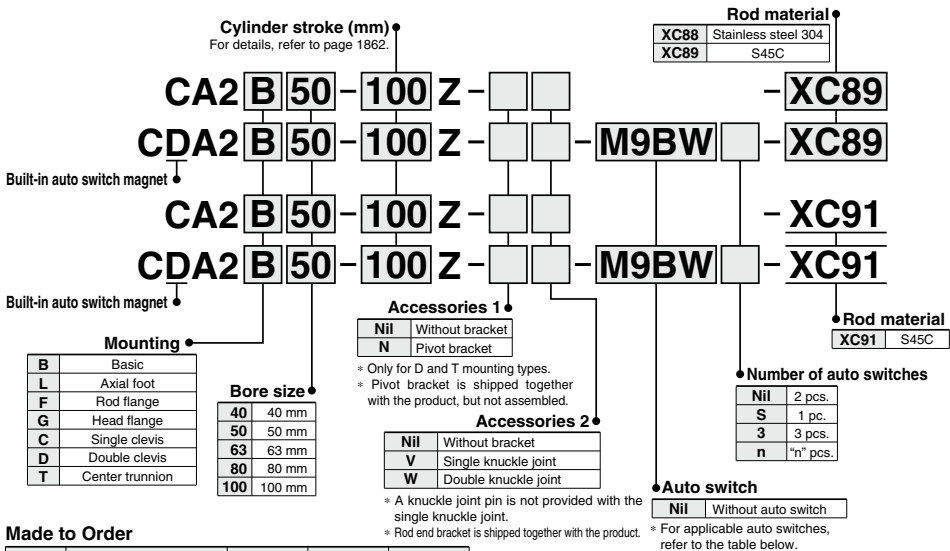 Cylinder stroke (mm)
For details, refer to page 1862.
Rod material
XC88 Stainless steel 304
XC89 S45C
CA2 B 50 - 100 Z - - XC89
CDA2 B 50 - 100 Z - - M9BW - XC89
Built-in auto switch magnet
CA2 B 50 - 100 Z - - XC91
CDA2 B 50 - 100 Z - - M9BW - XC91
Built-in auto switch magnet
Mounting
B Basic
L Axial foot
F Rod flange
G Head flange
C Single clevis
D Double clevis
T Center trunnion
Bore size
40 40 mm
50 50 mm
63 63 mm
80 80 mm
100 100 mm
Accessories 1
Nil Without bracket
N Pivot bracket
* Only for D and T mounting types.
* Pivot bracket is shipped together
with the product, but not assembled.
Accessories 2
Nil Without bracket
V Single knuckle joint
W Double knuckle joint
* A knuckle joint pin is not provided with the
single knuckle joint.
* Rod end bracket is shipped together with the product.
Rod material
XC91 S45C
Number of auto switches
Nil 2 pcs.
S 1 pc.
3 3 pcs.
n "n" pcs.
Auto switch
Nil Without auto switch
* For applicable auto switches,
refer to the table below.
Made to Order